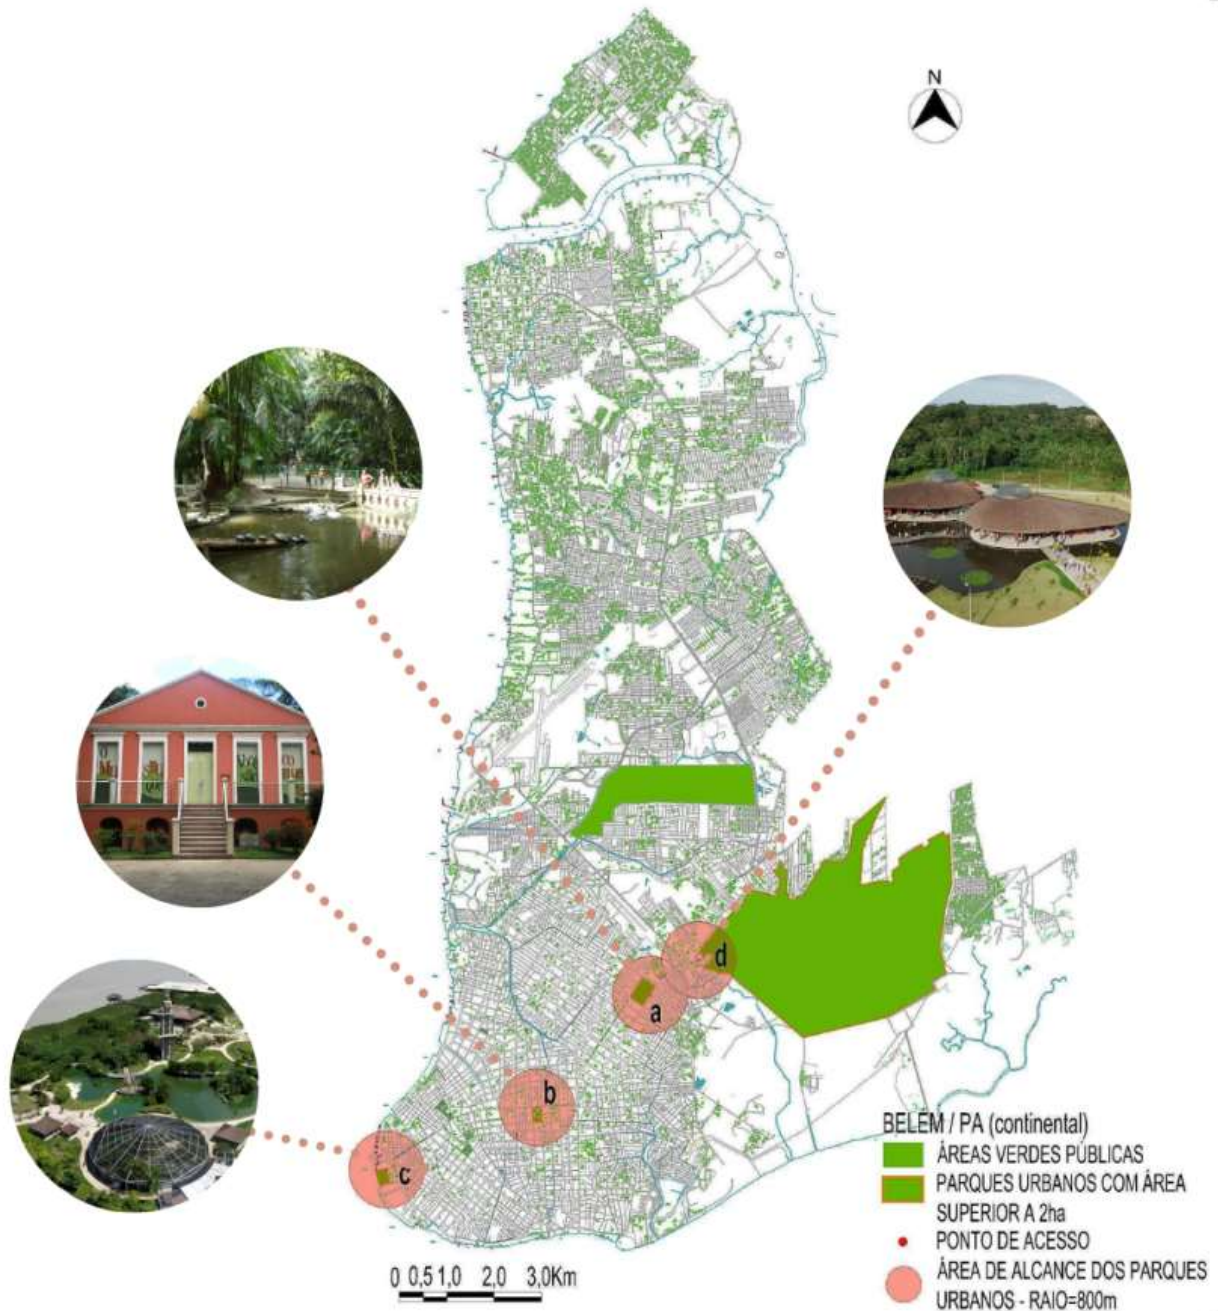 N
d
a
b
c
BELÉM / PA (continental)
ÁREAS VERDES PÚBLICAS
PARQUES URBANOS COM ÁREA
SUPERIOR A 2ha
PONTO DE ACESSO
ÁREA DE ALCANCE DOS PARQUES
URBANOS - RAIO=800m
0 0,5 1,0 2,0 3,0Km